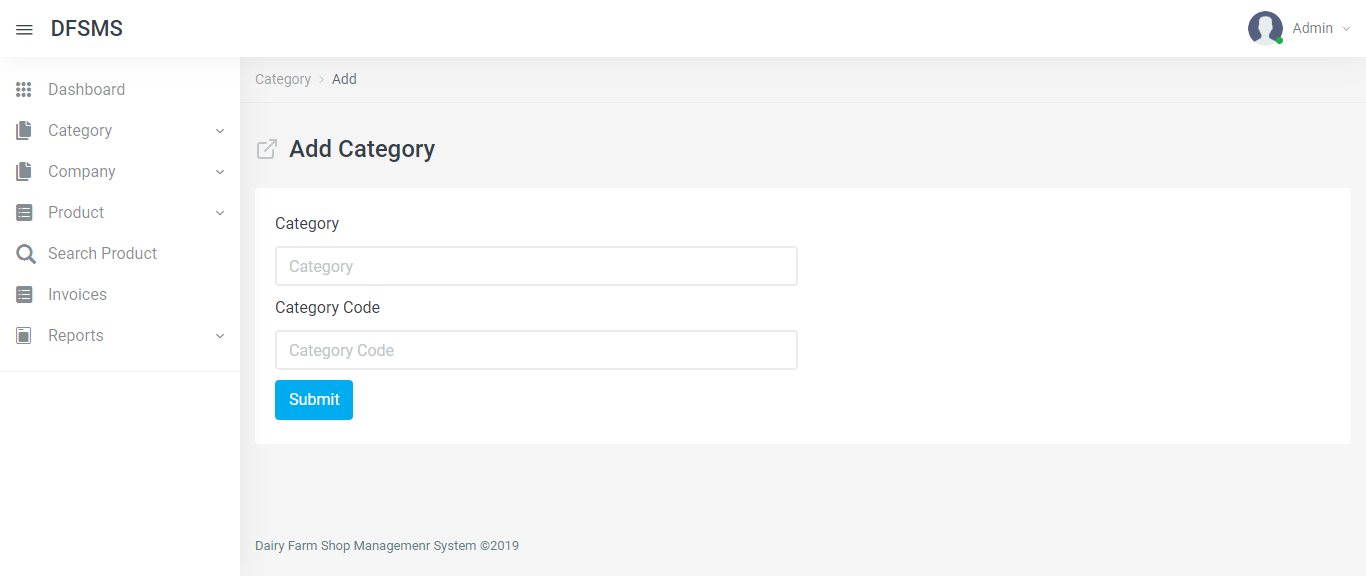 DFSMS
Admin
Dashboard
Category
Company
Product
Search Product
Invoices
Reports
Category > Add
Add Category
Category
Category
Category Code
Category Code
Submit
Dairy Farm Shop Managemenr System ©2019